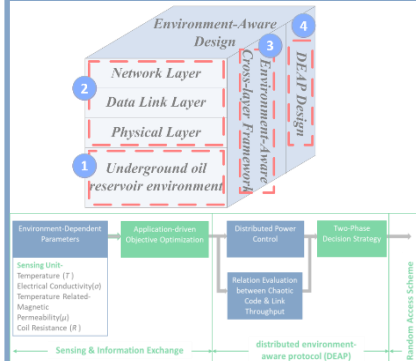 Environment-Aware
Design
4
3
2
Network Layer
Data Link Layer
Physical Layer
1
Underground oil
reservoir environment
Environment-Aware
Cross-layer Framework
DEAP Design
Environment-Dependent
Parameters
Application-driven
Objective Optimization
Distributed Power
Control
Two-Phase
Decision Strategy
Sensing Unit-
Temperature (T )
Electrical Conductivity(σ)
Temperature Related-
Magnetic
Permeability(μ)
Coil Resistance (R )
Relation Evaluation
between Chaotic
Code & Link
Throughput
Random Access Scheme
Sensing & Information Exchange
distributed environment-
aware protocol (DEAP)